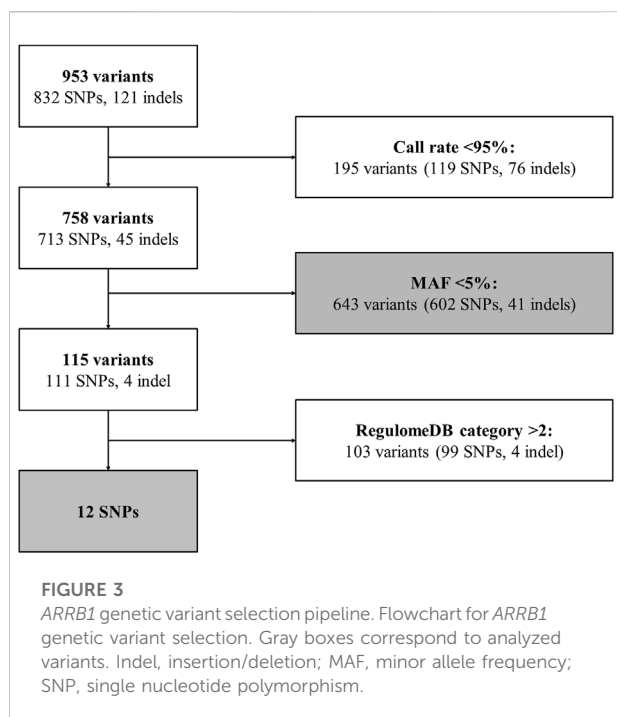 953 variants
832 SNPs, 121 indels
Call rate <95%:
195 variants (119 SNPs, 76 indels)
758 variants
713 SNPs, 45 indels
MAF <5%:
643 variants (602 SNPs, 41 indels)
115 variants
111 SNPs, 4 indel
RegulomeDB category >2:
103 variants (99 SNPs, 4 indel)
12 SNPs
FIGURE 3
ARRB1 genetic variant selection pipeline. Flowchart for ARRB1
genetic variant selection. Gray boxes correspond to analyzed
variants. Indel, insertion/deletion; MAF, minor allele frequency;
SNP, single nucleotide polymorphism.